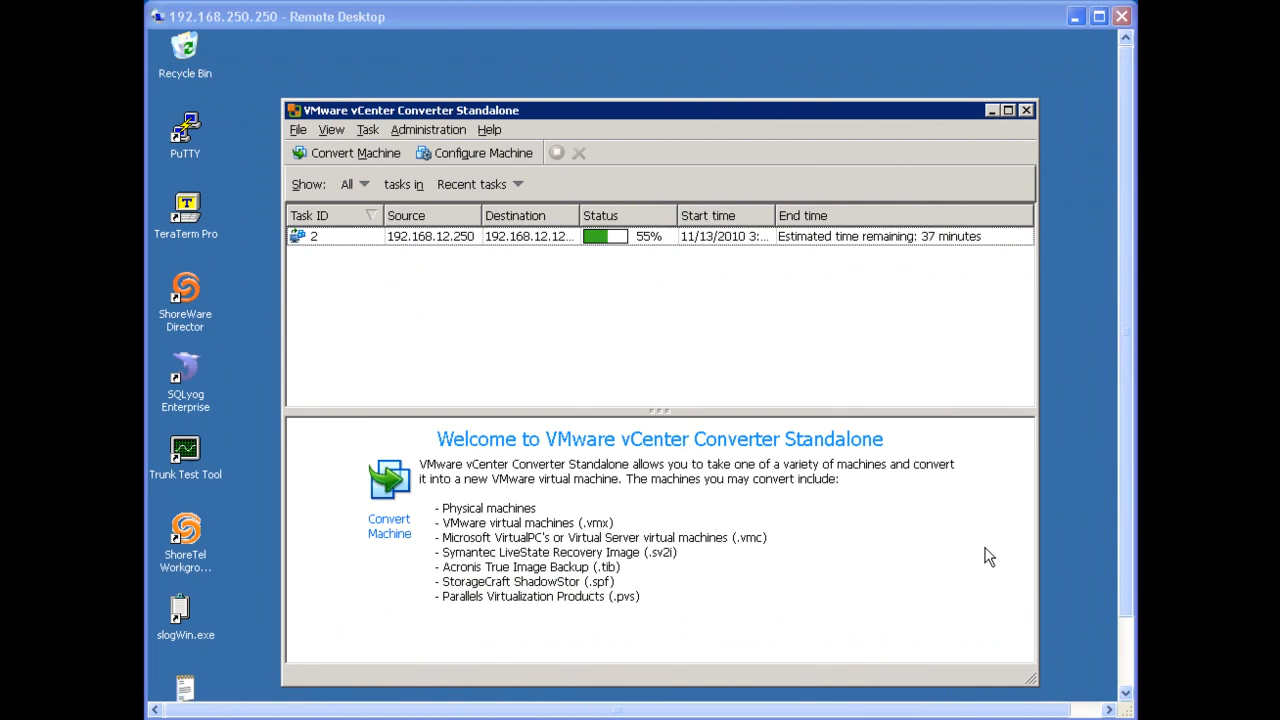 192.168.250.250 - Remote Desktop
Recycle Bin
PuTTY
TeraTerm Pro
ShoreWare
Director
SQLyog
Enterprise
Trunk Test Tool
ShoreTel
Workgro...
slogWin.exe
VMware vCenter Converter Standalone
File View Task Administration Help
Convert Machine Configure Machine
Show: All tasks in Recent tasks
Task ID Source Destination Status Start time End time
2 192.168.12.250 192.168.12.12... 55% 11/13/2010 3:... Estimated time remaining: 37 minutes
Welcome to VMware vCenter Converter Standalone
VMware vCenter Converter Standalone allows you to take one of a variety of machines and convert
it into a new VMware virtual machine. The machines you may convert include:
Convert
Machine
- Physical machines
- VMware virtual machines (.vmx)
- Microsoft VirtualPC's or Virtual Server virtual machines (.vmc)
- Symantec LiveState Recovery Image (.sv2i)
- Acronis True Image Backup (.tib)
- StorageCraft ShadowStor (.spf)
- Parallels Virtualization Products (.pvs)